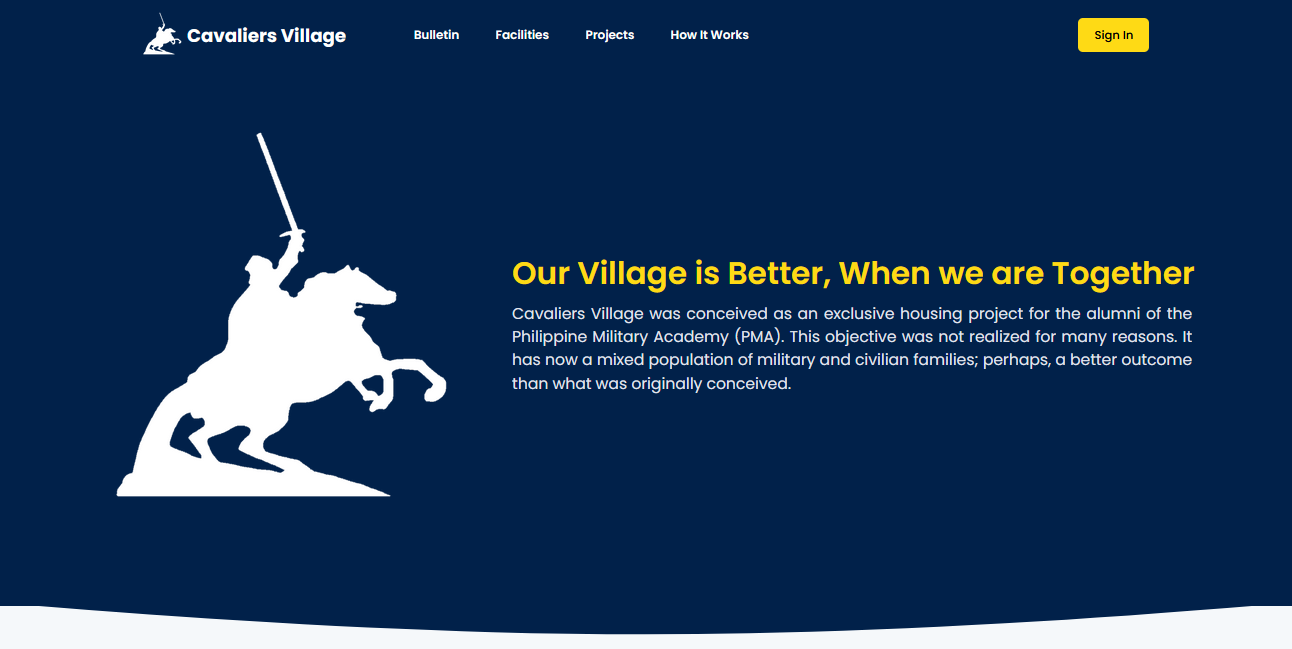 Cavaliers Village
Bulletin
Facilities
Projects
How It Works
Sign In
Our Village is Better, When we are Together
Cavaliers Village was conceived as an exclusive housing project for the alumni of the
Philippine Military Academy (PMA). This objective was not realized for many reasons. It
has now a mixed population of military and civilian families; perhaps, a better outcome
than what was originally conceived.